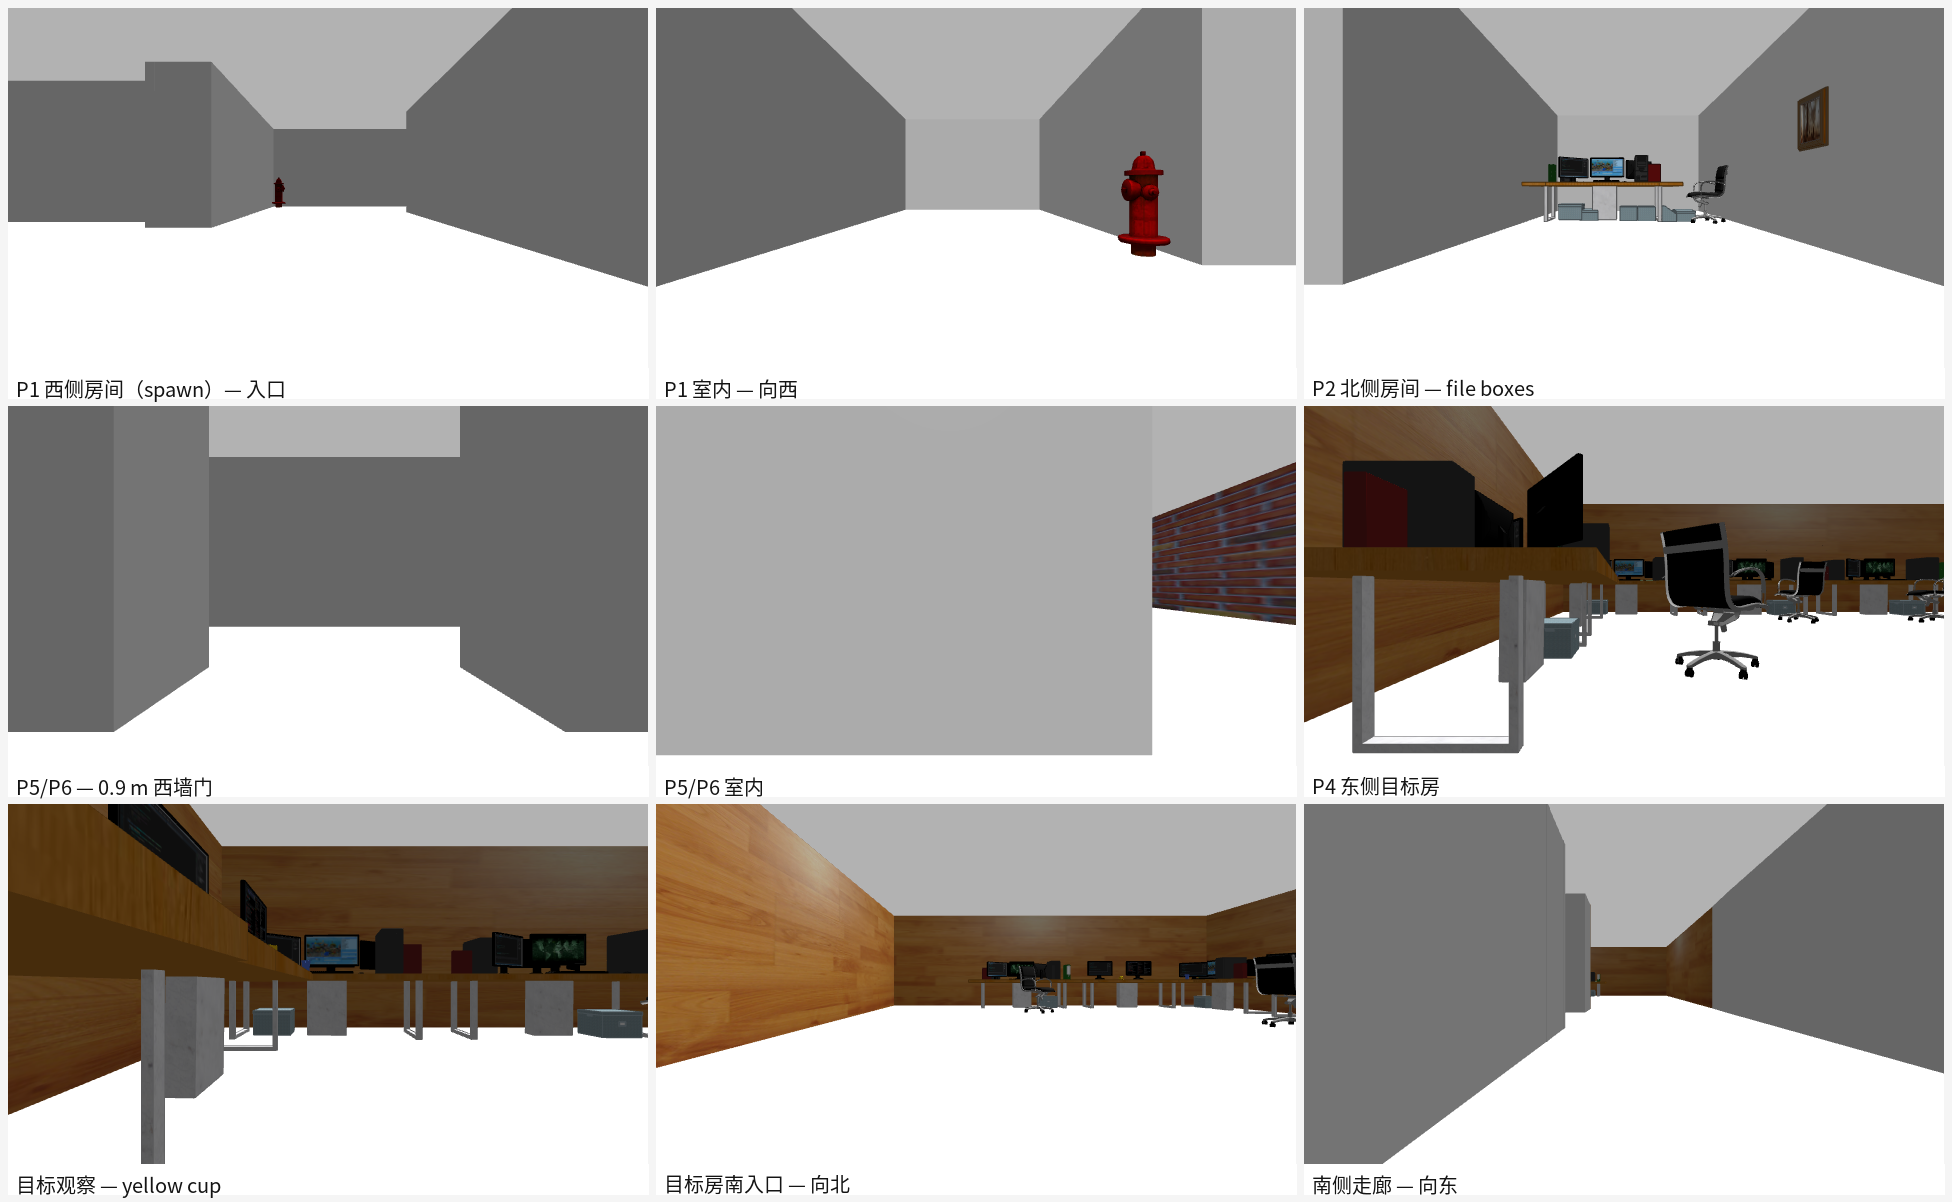 P1 西侧房间（spawn）— 入口
P1 室内 — 向西
P2 北侧房间 — file boxes
P5/P6 — 0.9 m 西墙门
P5/P6 室内
P4 东侧目标房
目标观察 — yellow cup
目标房南入口 — 向北
南侧走廊 — 向东